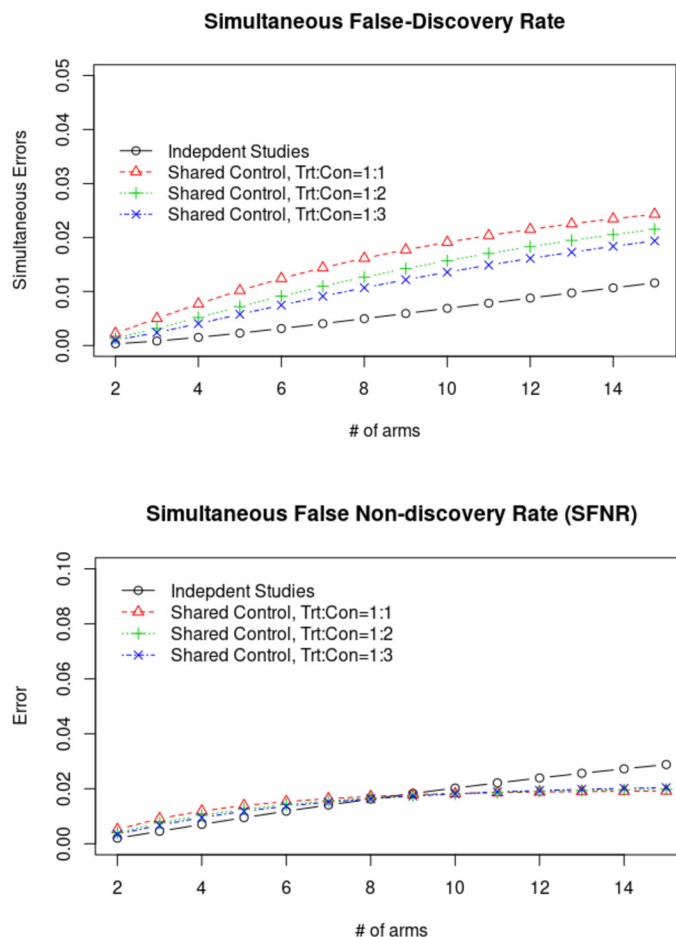 Simultaneous False-Discovery Rate
Simultaneous Errors
0.05
0.04
0.03
0.02
0.01
0.00
Indepdent Studies
Shared Control, Trt:Con=1:1
Shared Control, Trt:Con=1:2
Shared Control, Trt:Con=1:3
2 4 6 8 10 12 14
# of arms
Simultaneous False Non-discovery Rate (SFNR)
Error
0.10
0.08
0.06
0.04
0.02
0.00
Indepdent Studies
Shared Control, Trt:Con=1:1
Shared Control, Trt:Con=1:2
Shared Control, Trt:Con=1:3
2 4 6 8 10 12 14
# of arms